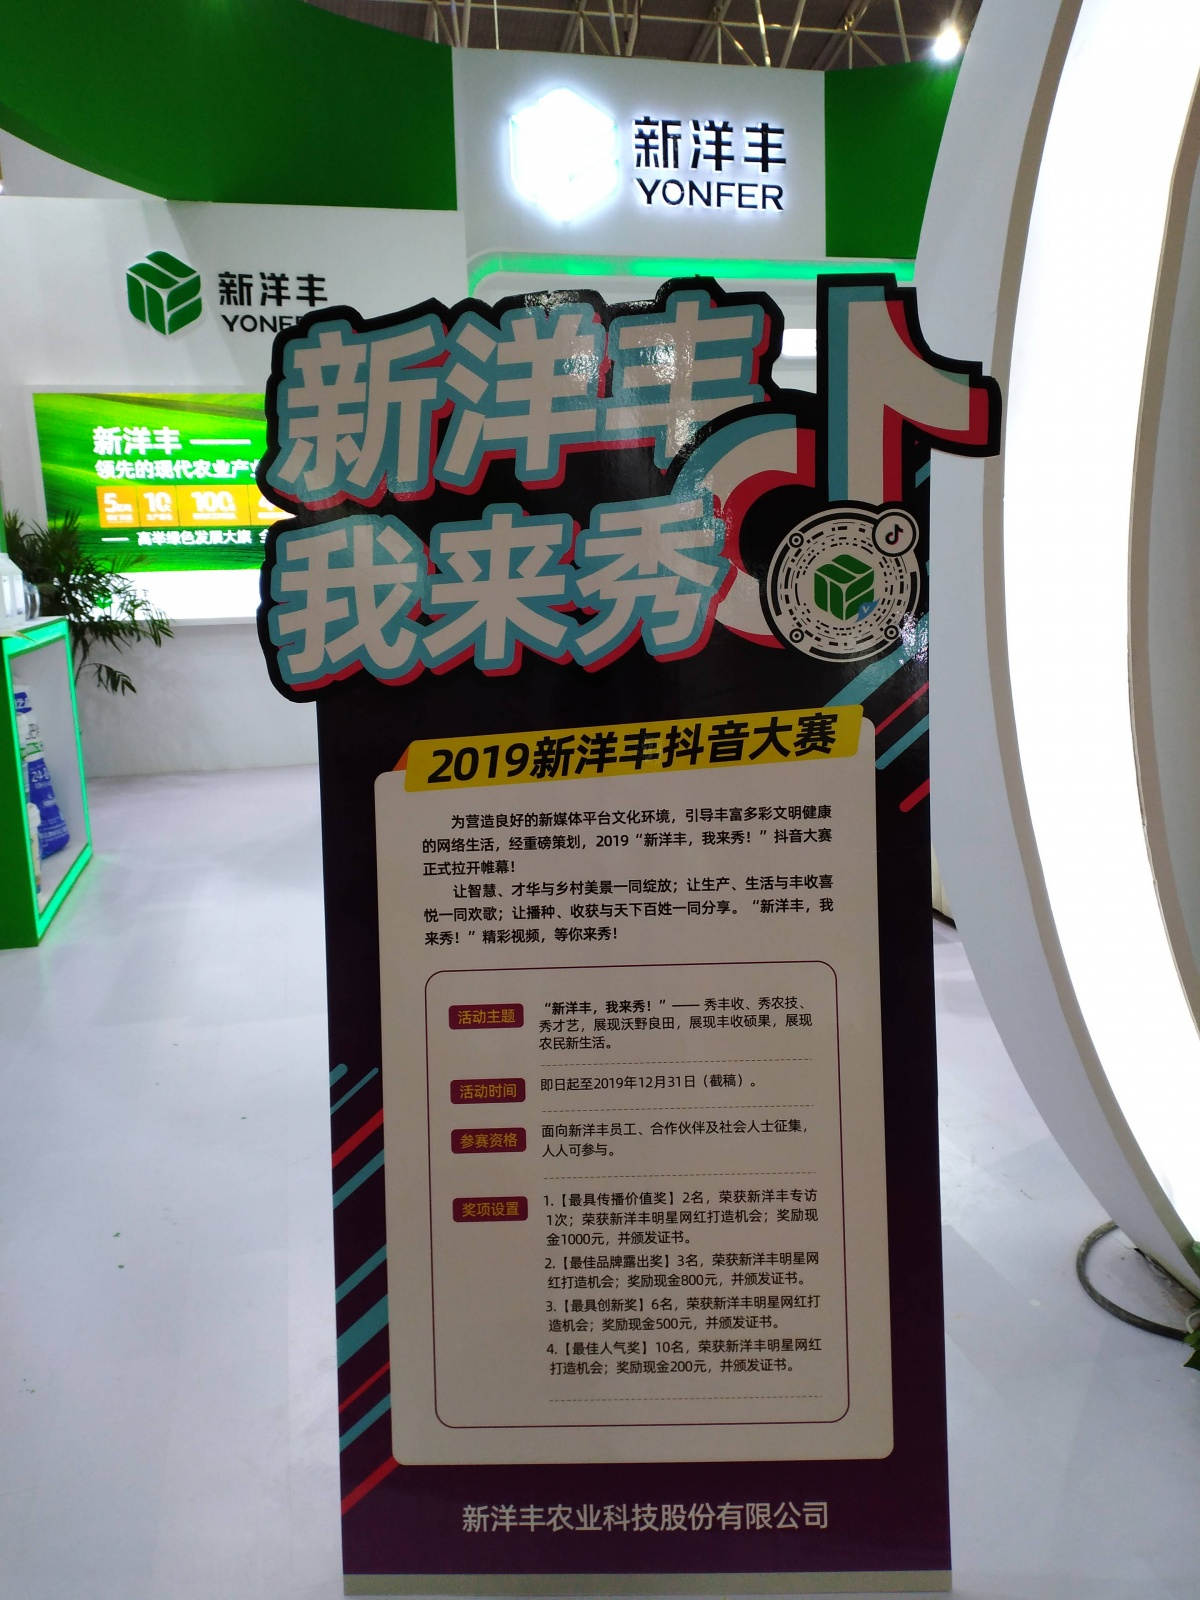 新洋丰
YONFER
新洋丰
新洋丰 ——
领先的现代农业产业
5
10
100
—— 高举绿色发展大旗
新洋丰
我来秀
2019新洋丰抖音大赛
为营造良好的新媒体平台文化环境，引导丰富多彩文明健康
的网络生活，经重磅策划，2019“新洋丰，我来秀！”抖音大赛
正式拉开帷幕！
让智慧、才华与乡村美景一同绽放；让生产、生活与丰收喜
悦一同欢歌；让播种、收获与天下百姓一同分享。“新洋丰，我
来秀！”精彩视频，等你来秀！
活动主题
“新洋丰，我来秀！”—— 秀丰收、秀农技、
秀才艺，展现沃野良田，展现丰收硕果，展现
农民新生活。
活动时间
即日起至2019年12月31日（截稿）。
参赛资格
面向新洋丰员工、合作伙伴及社会人士征集，
人人可参与。
奖项设置
1.【最具传播价值奖】2名，荣获新洋丰专访
1次；荣获新洋丰明星网红打造机会；奖励现
金1000元，并颁发证书。
2.【最佳品牌露出奖】3名，荣获新洋丰明星网
红打造机会；奖励现金800元，并颁发证书。
3.【最具创新奖】6名，荣获新洋丰明星网红打
造机会；奖励现金500元，并颁发证书。
4.【最佳人气奖】10名，荣获新洋丰明星网红
打造机会；奖励现金200元，并颁发证书。
新洋丰农业科技股份有限公司